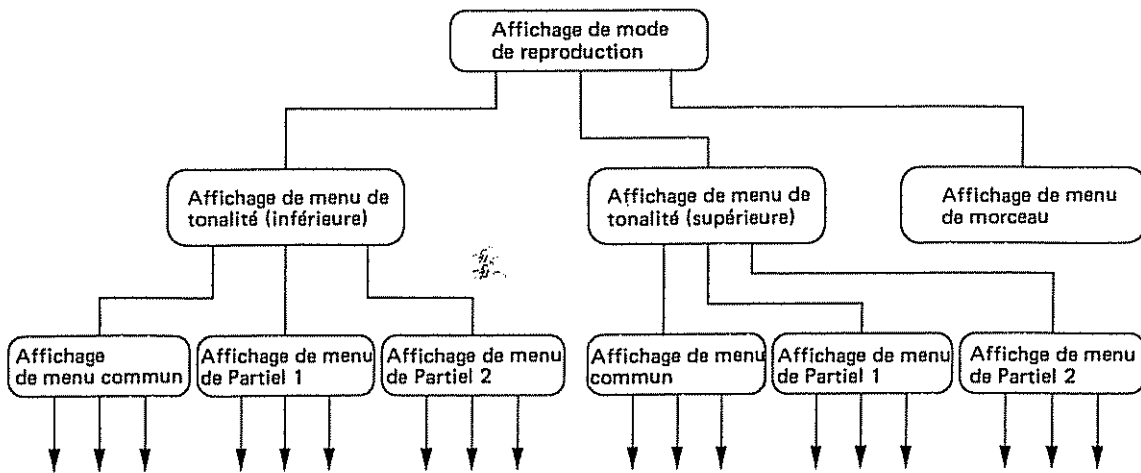 Affichage de mode
de reproduction
Affichage de menu de
tonalité (inférieure)
Affichage de menu de
tonalité (supérieure)
Affichage de menu
de morceau
Affichage
de menu commun
Affichage de menu
de Partiel 1
Affichage de menu
de Partiel 2
Affichage de menu
commun
Affichage de menu
de Partiel 1
Affichge de menu
de Partiel 2